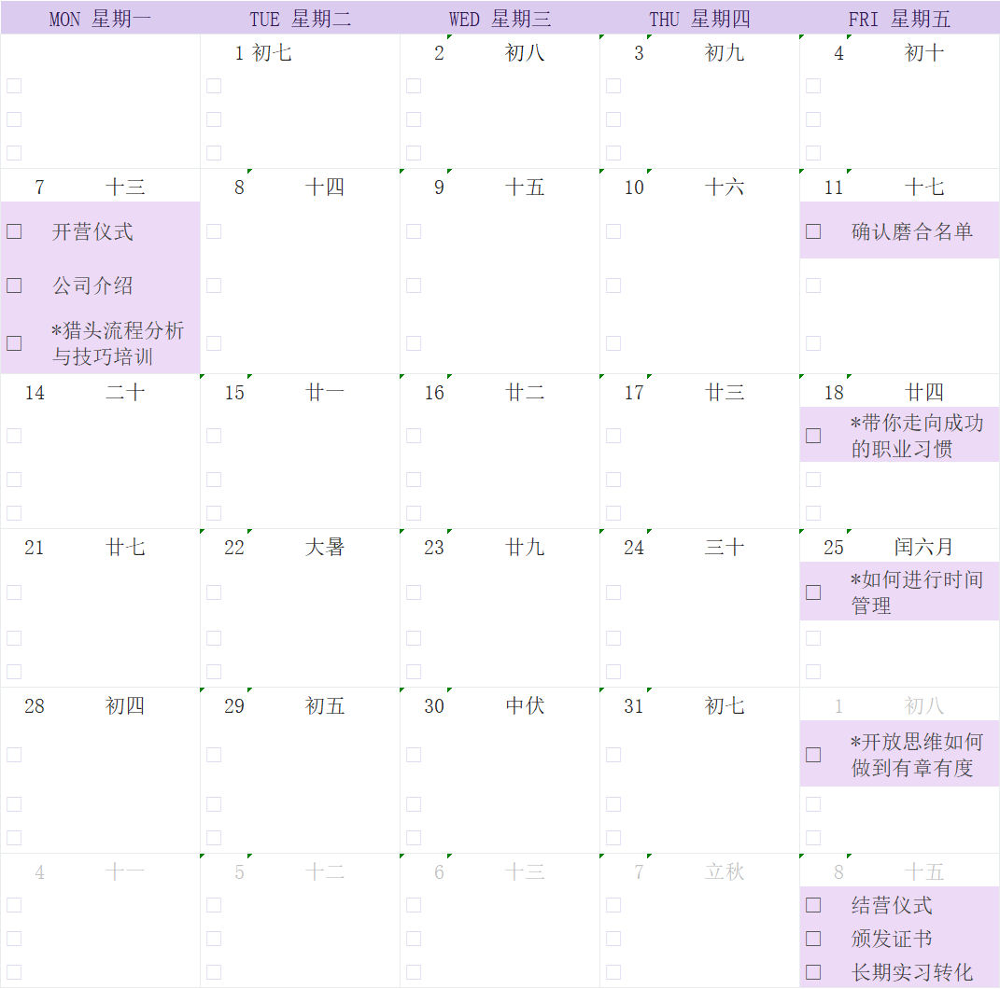 MON 星期一 TUE 星期二 WED 星期三 THU 星期四 FRI 星期五
1 初七 2 初八 3 初九 4 初十
7 十三 8 十四 9 十五 10 十六 11 十七
开营仪式 确认磨合名单
公司介绍
*猎头流程分析
与技巧培训
14 二十 15 廿一 16 廿二 17 廿三 18 廿四
*带你走向成功
的职业习惯
21 廿七 22 大暑 23 廿九 24 三十 25 闰六月
*如何进行时间
管理
28 初四 29 初五 30 中伏 31 初七 1 初八
*开放思维如何
做到有章有度
4 十一 5 十二 6 十三 7 立秋 8 十五
结营仪式
颁发证书
长期实习转化